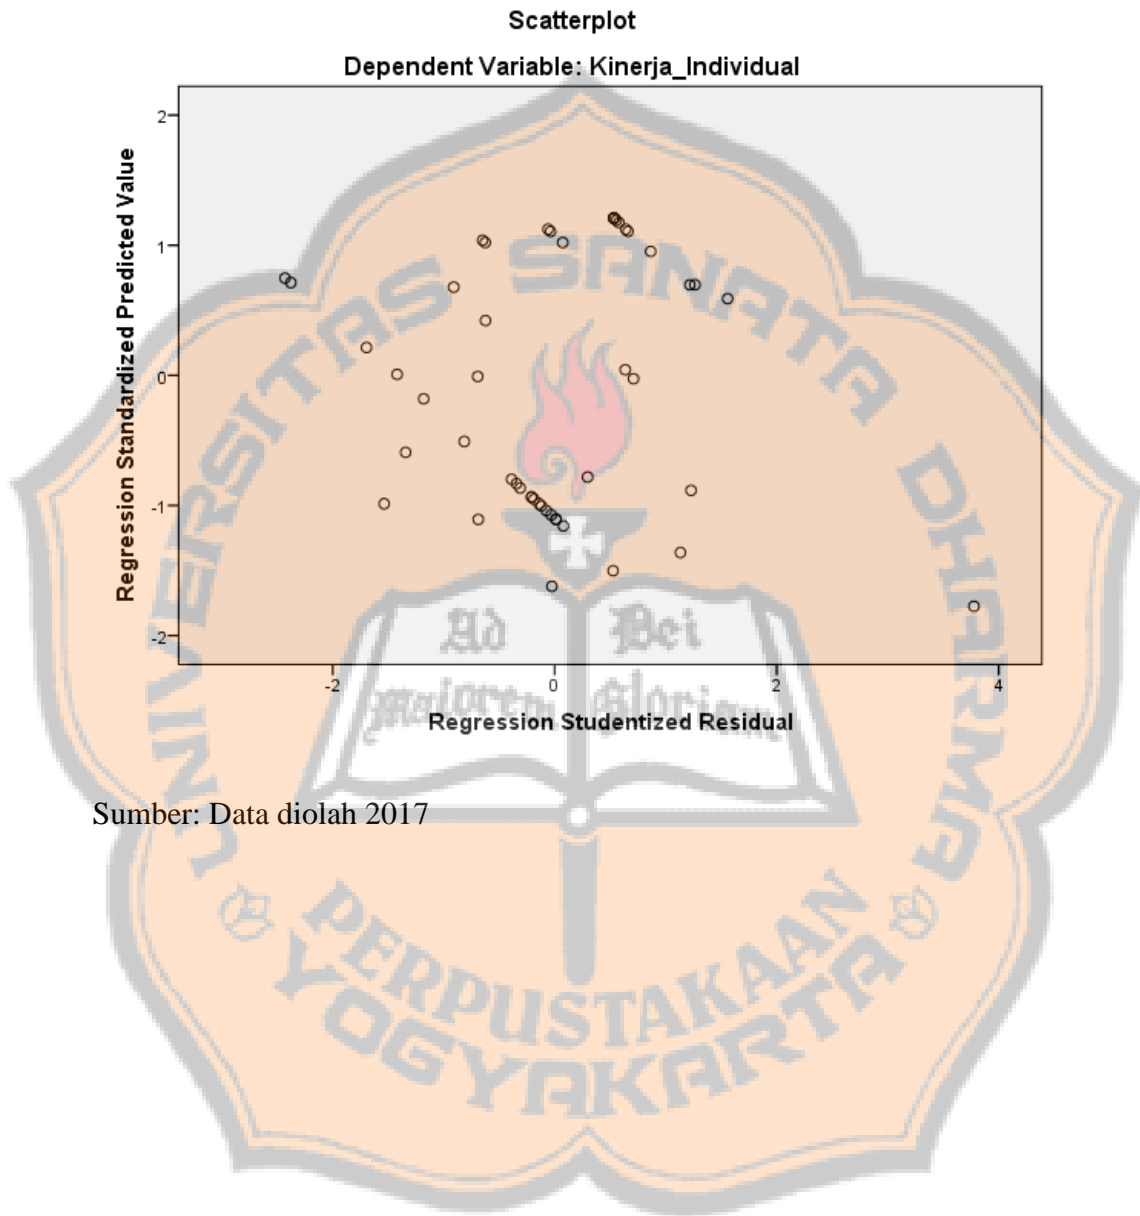 Scatterplot
Dependent Variable: Kinerja_Individual
Regression Standardized Predicted Value
2
1
0
-1
-2
-2
0
2
4
Regression Studentized Residual
Sumber: Data diolah 2017
UNIVERSITAS SANATA DHARMA
Ad
Dei
maiorem
Gloriam
PERPUSTAKAAN
YOGYAKARTA